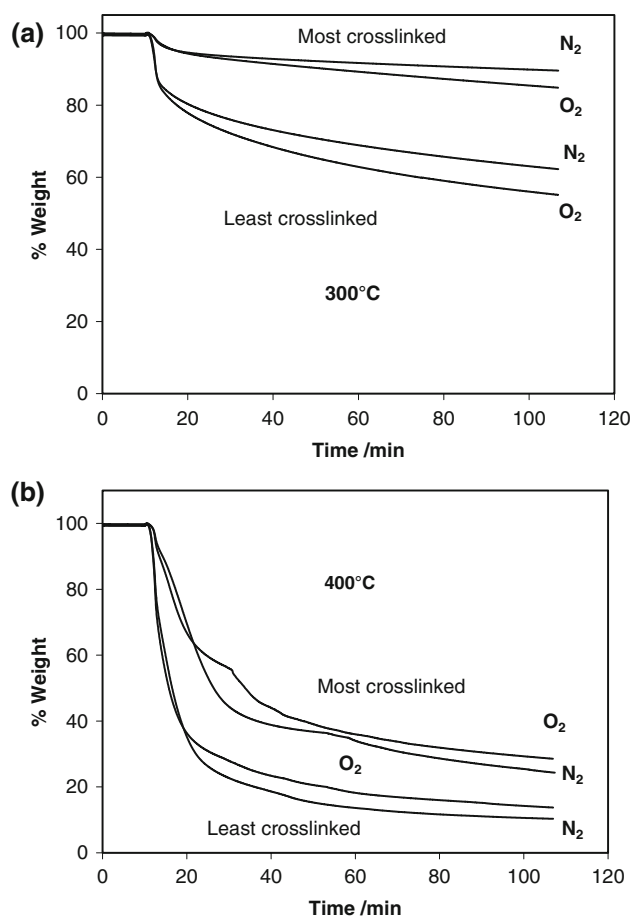 (a)
100
80
60
40
20
0
% Weight
Most crosslinked
N₂
O₂
N₂
O₂
Least crosslinked
300°C
0 20 40 60 80 100 120
Time /min
(b)
100
80
60
40
20
0
% Weight
400°C
Most crosslinked
O₂
O₂
N₂
Least crosslinked
N₂
0 20 40 60 80 100 120
Time /min